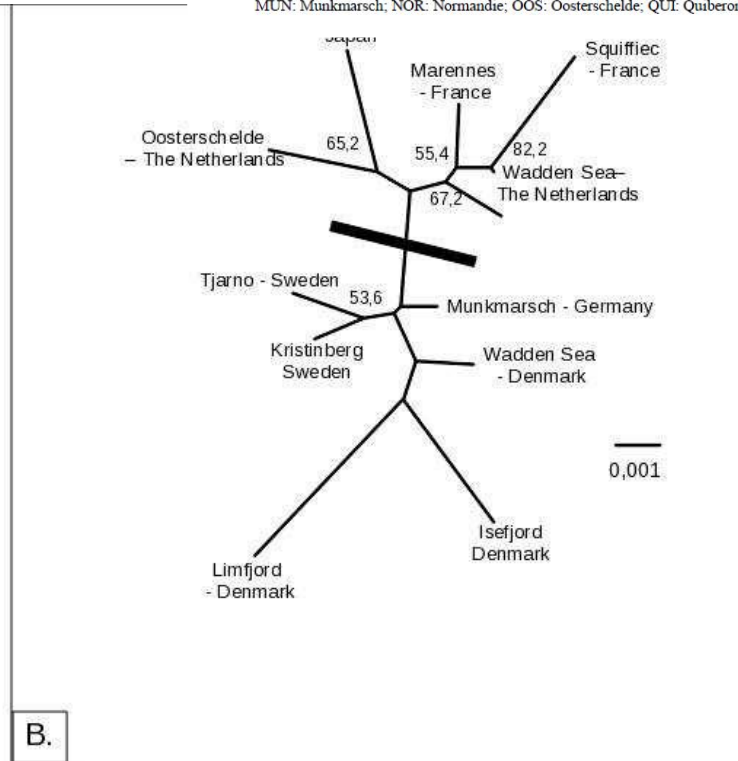 MUN: Munkmarsch; NOR: Normandie; OOS: Oosterschelde; QUI: Quiberon
Japan
Squiffiec
- France
Marennes
- France
Oosterschelde
– The Netherlands
65,2
55,4
82,2
Wadden Sea–
The Netherlands
67,2
Tjarno - Sweden
53,6
Munkmarsch - Germany
Kristinberg
Sweden
Wadden Sea
- Denmark
0,001
Isefjord
Denmark
Limfjord
- Denmark
B.